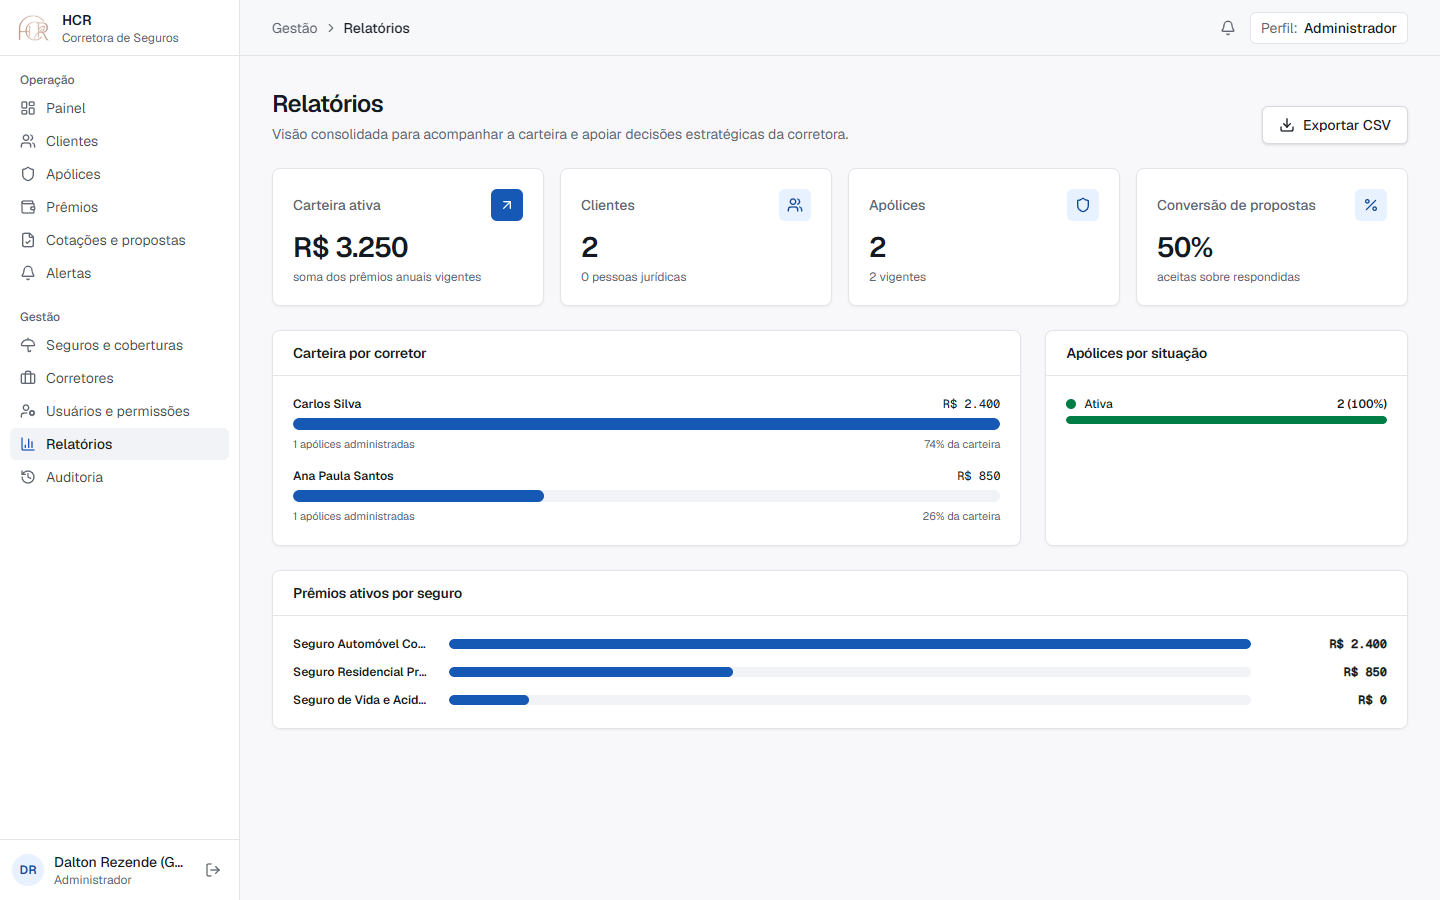 HCR
HCR
Corretora de Seguros
Operação
Painel
Clientes
Apólices
Prêmios
Cotações e propostas
Alertas
Gestão
Seguros e coberturas
Corretores
Usuários e permissões
Relatórios
Auditoria
DR
Dalton Rezende (G...
Administrador
Gestão > Relatórios
Perfil: Administrador
Relatórios
Visão consolidada para acompanhar a carteira e apoiar decisões estratégicas da corretora.
Exportar CSV
Carteira ativa
R$ 3.250
soma dos prêmios anuais vigentes
Clientes
2
0 pessoas jurídicas
Apólices
2
2 vigentes
Conversão de propostas
50%
aceitas sobre respondidas
Carteira por corretor
Carlos Silva R$ 2.400
1 apólices administradas 74% da carteira
Ana Paula Santos R$ 850
1 apólices administradas 26% da carteira
Apólices por situação
Ativa 2 (100%)
Prêmios ativos por seguro
Seguro Automóvel Co... R$ 2.400
Seguro Residencial Pr... R$ 850
Seguro de Vida e Acid... R$ 0